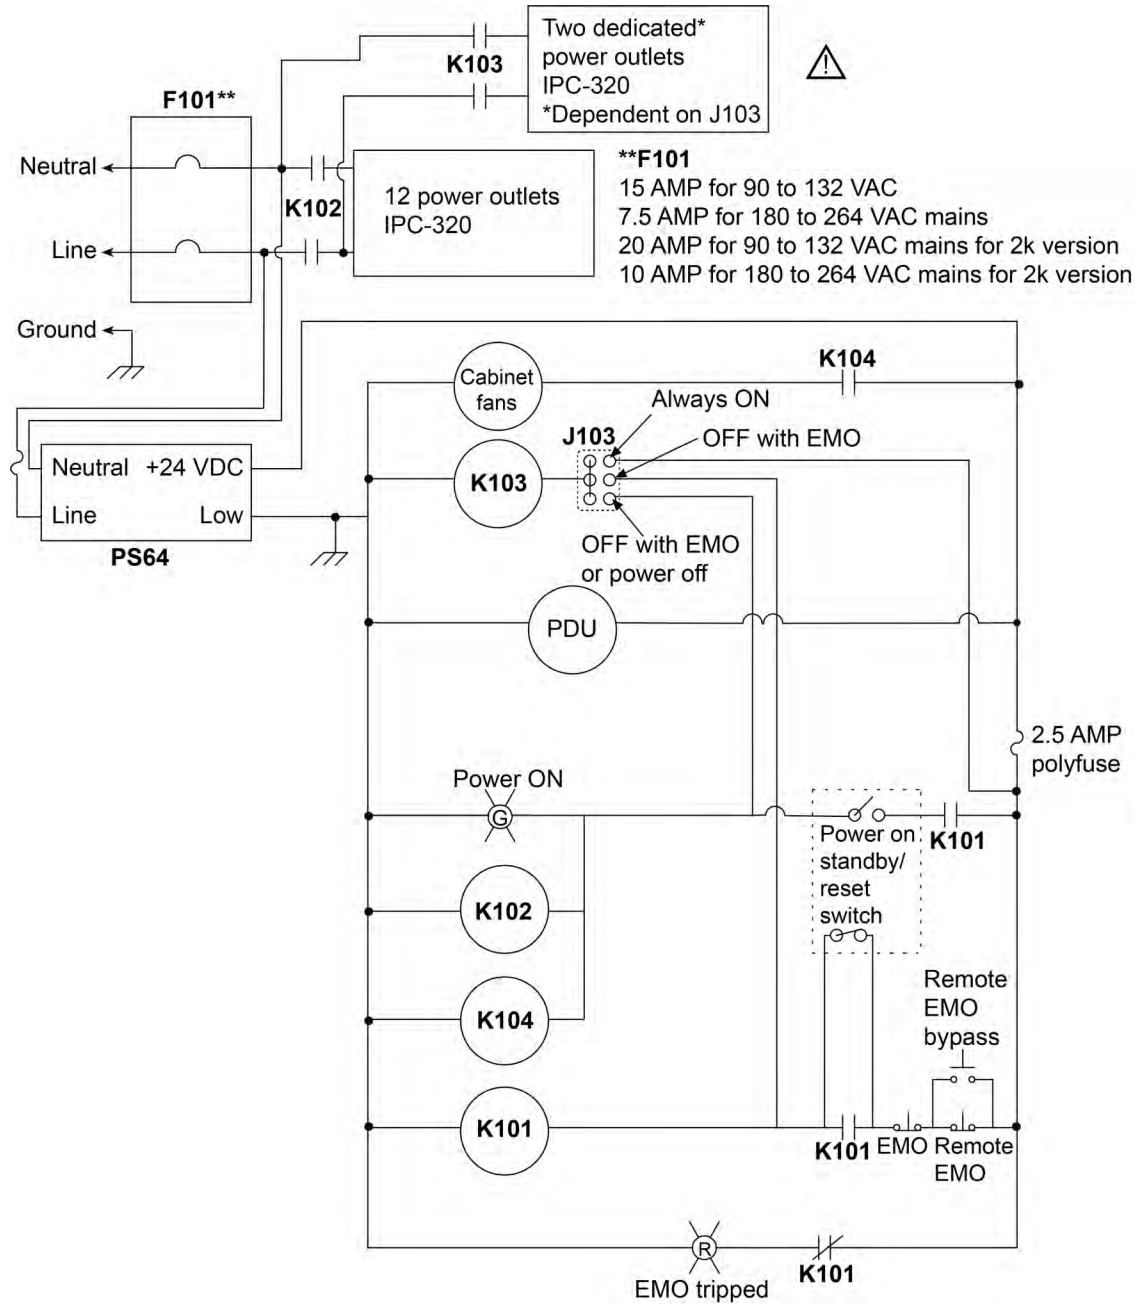 Two dedicated*
power outlets
IPC-320
*Dependent on J103
K103
F101**
Neutral
K102
12 power outlets
IPC-320
**F101
15 AMP for 90 to 132 VAC
7.5 AMP for 180 to 264 VAC mains
20 AMP for 90 to 132 VAC mains for 2k version
10 AMP for 180 to 264 VAC mains for 2k version
Line
Ground
Cabinet
fans
K104
Always ON
J103
OFF with EMO
Neutral +24 VDC
Line Low
PS64
K103
OFF with EMO
or power off
PDU
2.5 AMP
polyfuse
Power ON
G
Power on
standby/
reset
switch
K101
K102
K104
Remote
EMO
bypass
K101
K101
EMO
Remote
EMO
R
EMO tripped
K101